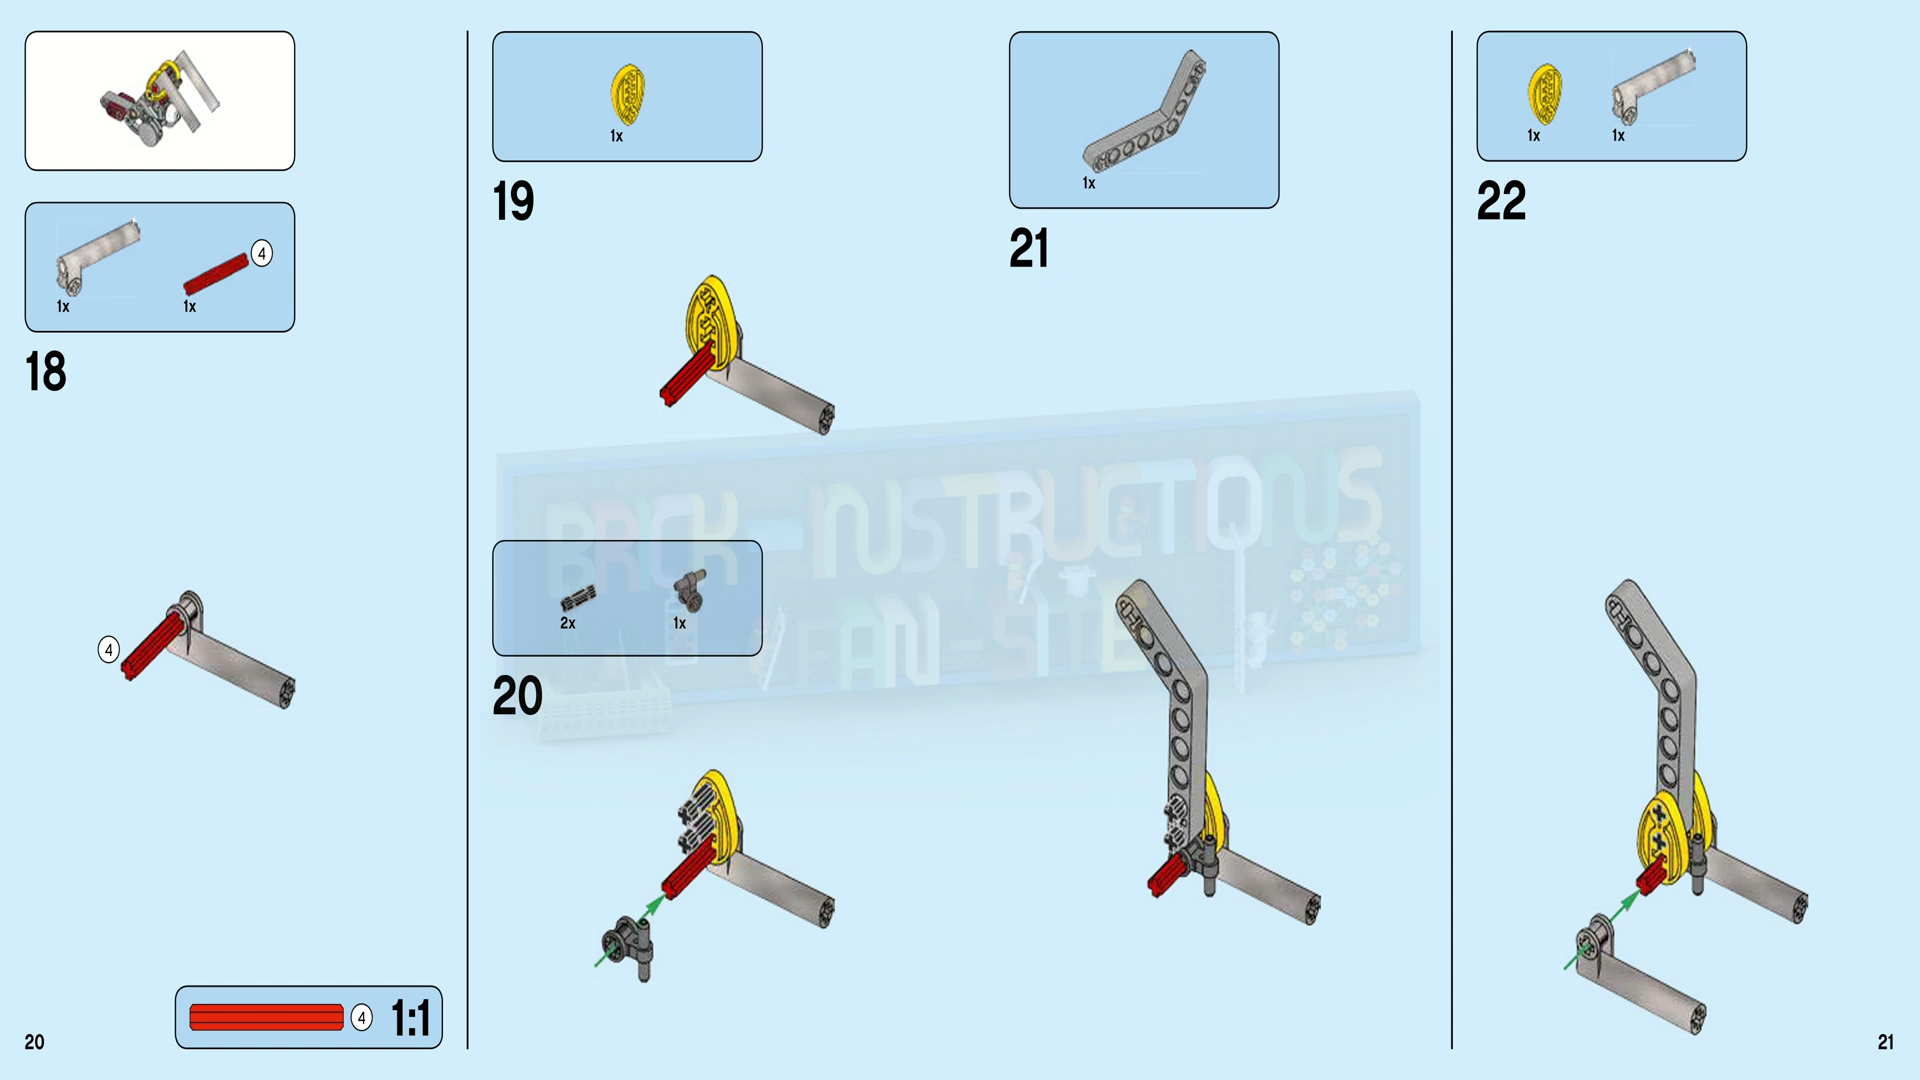 4
1x 1x
18
4
4 1:1
20
1x
19
2x 1x
20
1x
21
1x 1x
22
21
BRICK-INSTRUCTIONS
FAN-SITE